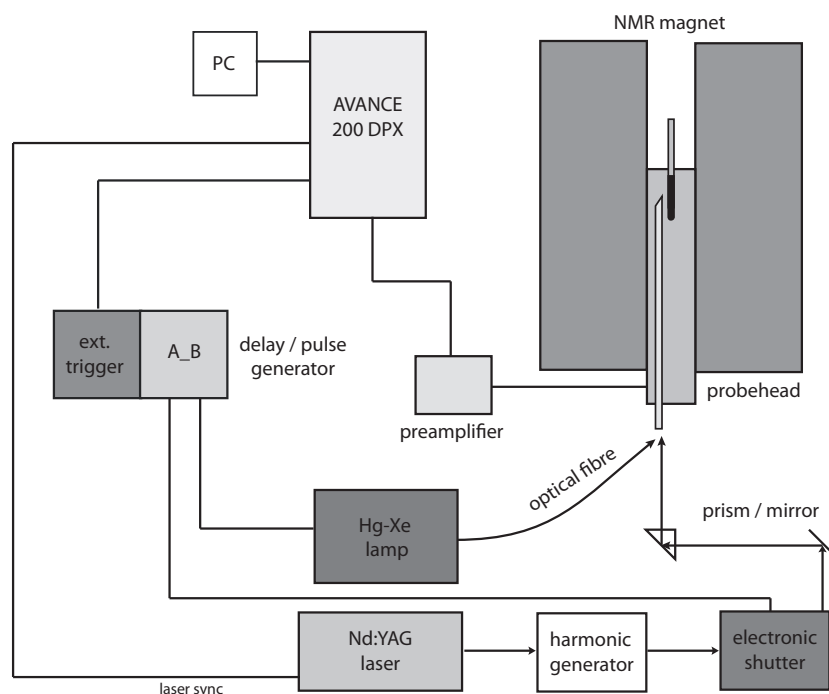 NMR magnet
PC
AVANCE
200 DPX
ext.
trigger
A_B
delay / pulse
generator
preamplifier
probehead
optical fibre
Hg-Xe
lamp
prism / mirror
Nd:YAG
laser
harmonic
generator
electronic
shutter
laser sync